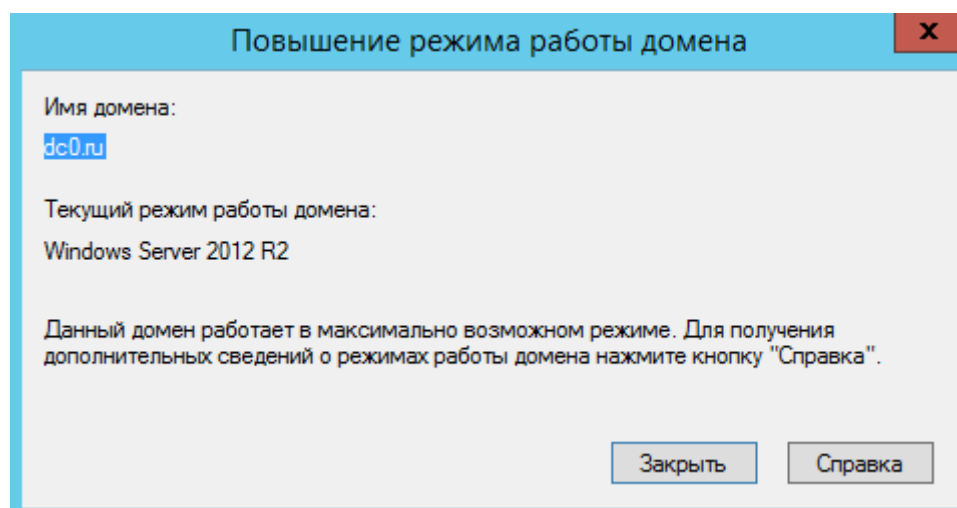 Повышение режима работы домена
x
Имя домена:
dc0.ru
Текущий режим работы домена:
Windows Server 2012 R2
Данный домен работает в максимально возможном режиме. Для получения
дополнительных сведений о режимах работы домена нажмите кнопку "Справка".
Закрыть
Справка